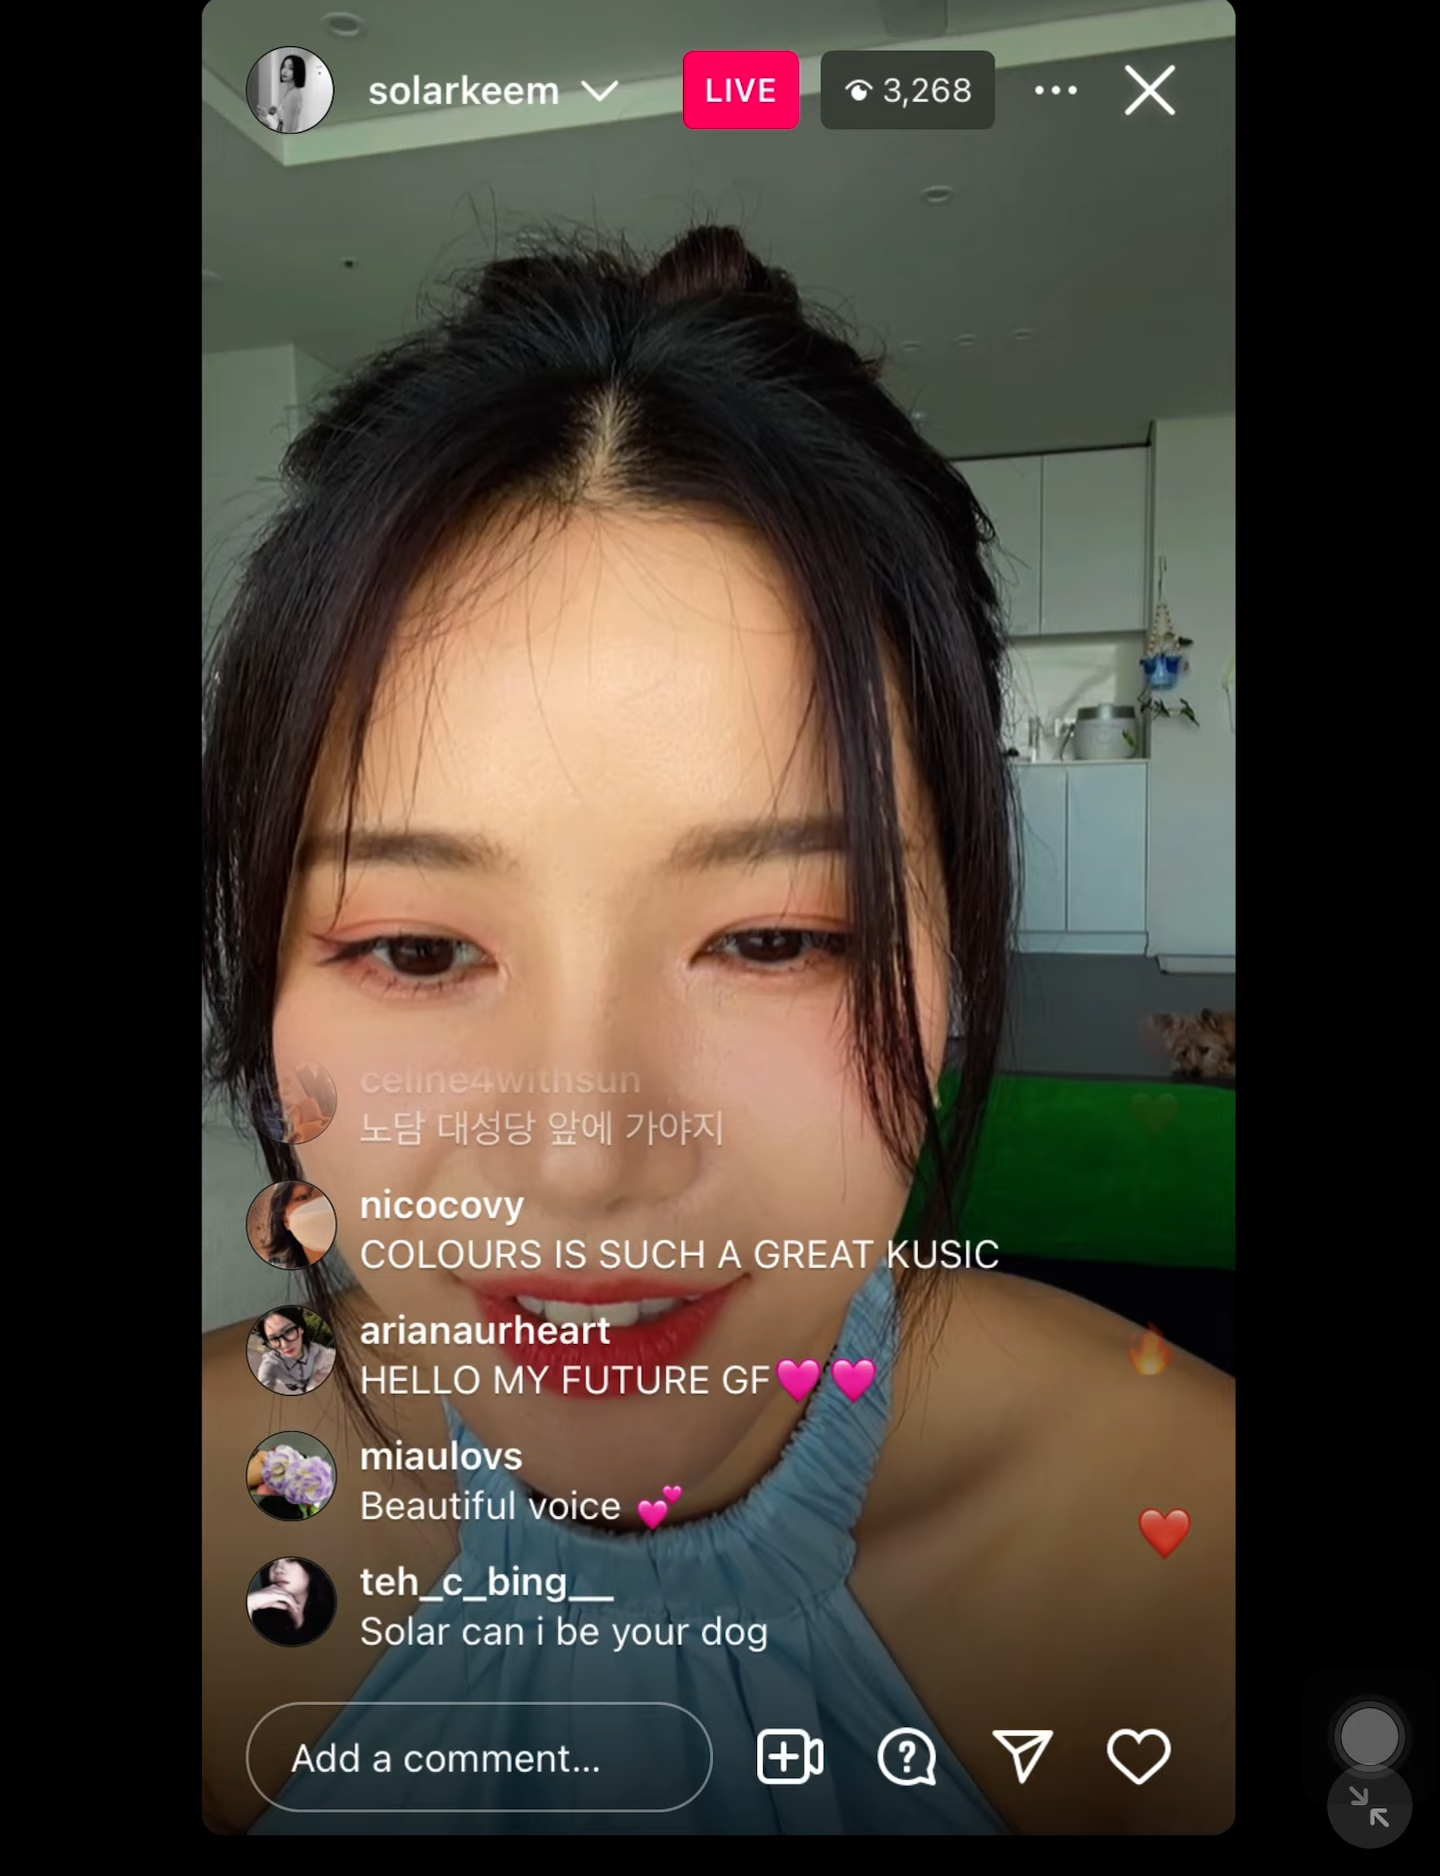 solarkeem
LIVE
3,268
celine4withsun
노담 대성당 앞에 가야지
nicocovy
COLOURS IS SUCH A GREAT KUSIC
arianaurheart
HELLO MY FUTURE GF💗💗
miaulovs
Beautiful voice 💕
teh_c_bing__
Solar can i be your dog
Add a comment...